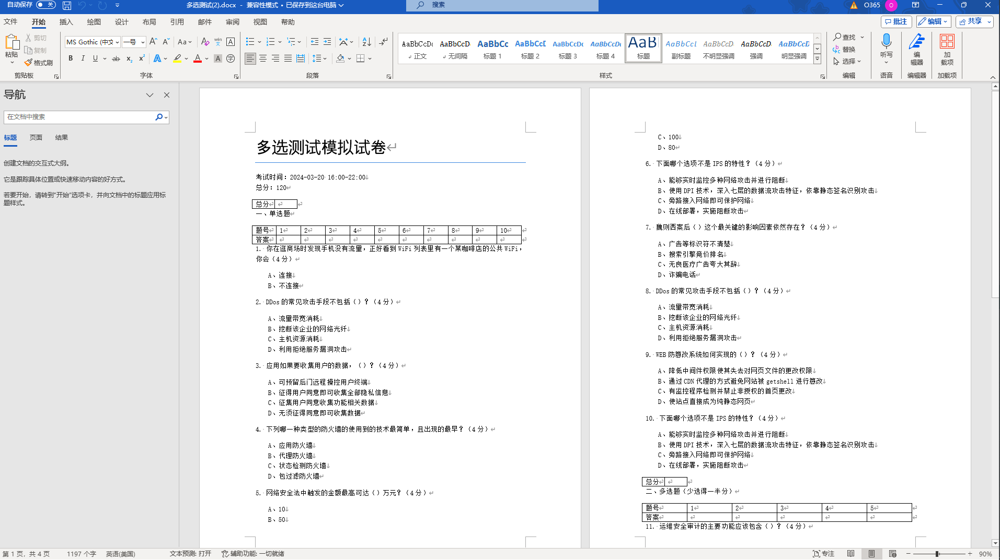 自动保存 关 多选测试(2).docx - 兼容性模式 • 已保存到这台电脑 搜索 O365 O
文件 开始 插入 绘图 设计 布局 引用 邮件 审阅 视图 帮助 批注 编辑 共享
粘贴 剪切 复制 格式刷
剪贴板
MS Gothic (中文 一号 Aa wén A
B I U ab x₂ x² A A A 字
字体
段落
AaBbCcDc AaBbCcD AaBbCc AaBbCcD AaBbCcDc AaBbCcDc AaB AaBbCcD AaBbCcD AaBbCcD AaBbCcD
正文 无间隔 标题 1 标题 2 标题 3 标题 4 标题 副标题 不明显强调 强调 明显强调
样式
查找
替换
选择
编辑
听写
语音
编辑器
编辑器
加载项
加载项
导航
在文档中搜索
标题 页面 结果
创建文档的交互式大纲。
它是跟踪具体位置或快速移动内容的好方式。
若要开始，请转到“开始”选项卡，并向文档中的标题应用标
题样式。
多选测试模拟试卷
考试时间：2024-03-20 16:00-22:00
总分：120
总分
一、单选题
题号 1 2 3 4 5 6 7 8 9 10
答案
1. 你在逛商场时发现手机没有流量，正好看到 WiFi 列表里有一个某咖啡店的公共 WiFi，
你会（4 分）
A、连接
B、不连接
2. DDos 的常见攻击手段不包括（）？（4 分）
A、流量带宽消耗
B、挖断该企业的网络光纤
C、主机资源消耗
D、利用拒绝服务漏洞攻击
3. 应用如果要收集用户的数据，（）？（4 分）
A、可预留后门远程操控用户终端
B、征得用户同意即可收集全部隐私信息
C、征集用户同意收集功能相关数据
D、无须征得同意即可收集数据
4. 下列哪一种类型的防火墙的使用到的技术最简单，且出现的最早？（4 分）
A、应用防火墙
B、代理防火墙
C、状态检测防火墙
D、包过滤防火墙
5. 网络安全法中触发的金额最高可达（）万元？（4 分）
A、10
B、50
C、100
D、80
6. 下面哪个选项不是 IPS 的特性？（4 分）
A、能够实时监控多种网络攻击并进行阻断
B、使用 DPI 技术，深入七层的数据流攻击特征，依靠静态签名识别攻击
C、旁路接入网络即可保护网络
D、在线部署，实施阻断攻击
7. 魏则西案后（）这个最关键的影响因素依然存在？（4 分）
A、广告等标识符不清楚
B、搜索引擎竞价排名
C、无良医疗广告夸大其辞
D、诈骗电话
8. DDos 的常见攻击手段不包括（）？（4 分）
A、流量带宽消耗
B、挖断该企业的网络光纤
C、主机资源消耗
D、利用拒绝服务漏洞攻击
9. WEB 防篡改系统如何实现的（）？（4 分）
A、降低中间件权限使其失去对网页文件的更改权限
B、通过 CDN 代理的方式避免网站被 getshell 进行篡改
C、有监控程序检测并禁止非授权的首页更改
D、使站点直接成为纯静态网页
10. 下面哪个选项不是 IPS 的特性？（4 分）
A、能够实时监控多种网络攻击并进行阻断
B、使用 DPI 技术，深入七层的数据流攻击特征，依靠静态签名识别攻击
C、旁路接入网络即可保护网络
D、在线部署，实施阻断攻击
总分
二、多选题（少选得一半分）
题号 1 2 3 4 5
答案
11. 运维安全审计的主要功能应该包含（）？（4 分）
第 1 页，共 4 页 1197 个字 英语(美国) 文本预测: 打开 辅助功能: 一切就绪 专注 90%